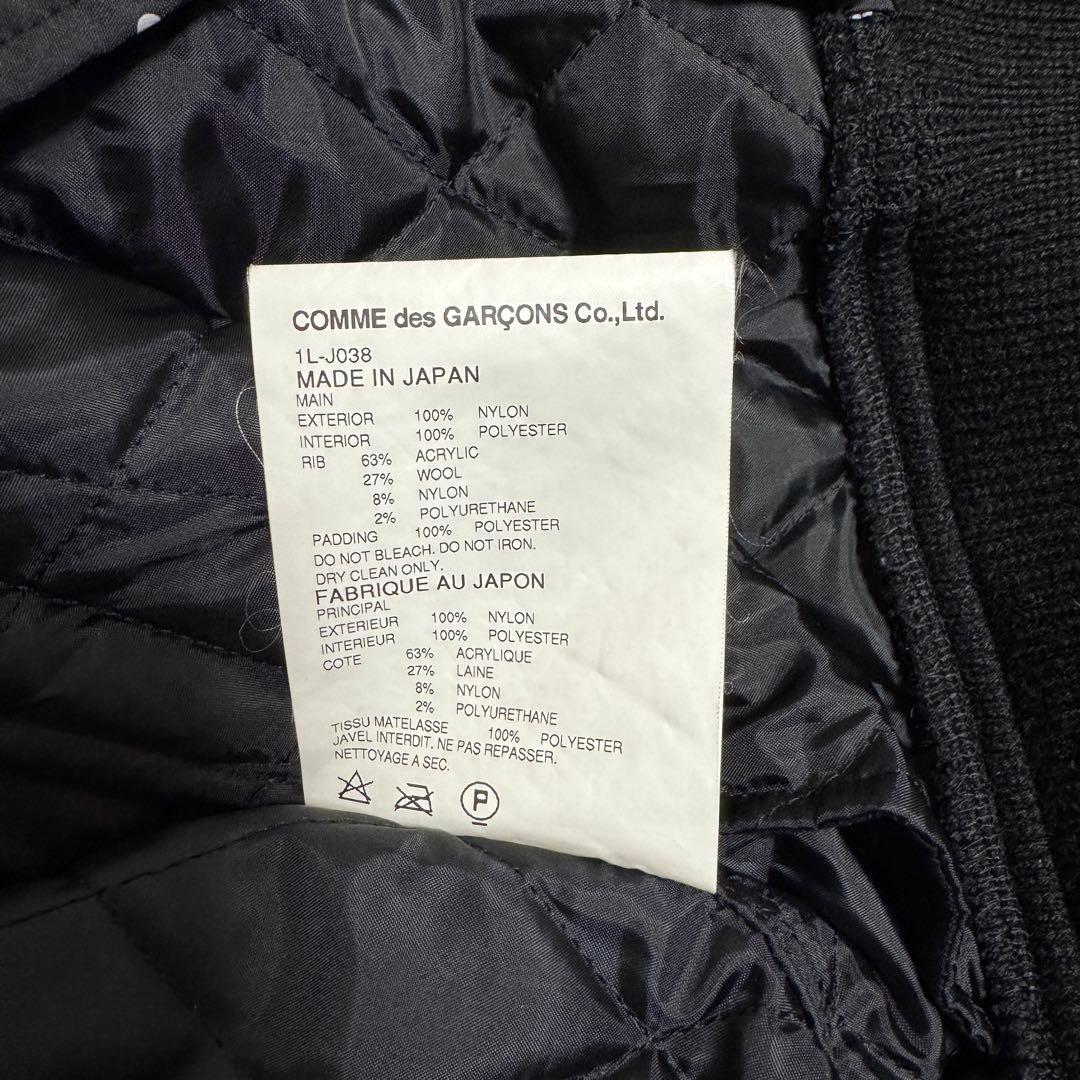 COMME des GARÇONS Co.,Ltd.
1L-J038
MADE IN JAPAN
MAIN
EXTERIOR 100% NYLON
INTERIOR 100% POLYESTER
RIB 63% ACRYLIC
27% WOOL
8% NYLON
2% POLYURETHANE
PADDING 100% POLYESTER
DO NOT BLEACH. DO NOT IRON.
DRY CLEAN ONLY.
FABRIQUE AU JAPON
PRINCIPAL
EXTERIEUR 100% NYLON
INTERIEUR 100% POLYESTER
COTE 63% ACRYLIQUE
27% LAINE
8% NYLON
2% POLYURETHANE
TISSU MATELASSE 100% POLYESTER
JAVEL INTERDIT. NE PAS REPASSER.
NETTOYAGE A SEC.
P